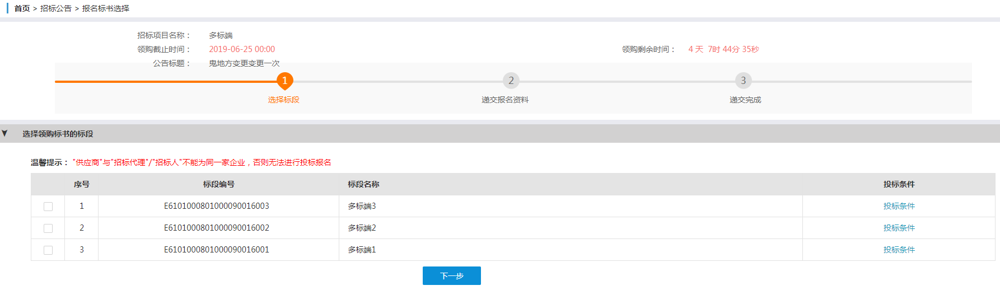 首页 > 招标公告 > 报名标书选择
招标项目名称： 多标端
领购截止时间： 2019-06-25 00:00 领购剩余时间： 4 天 7时 44分 35秒
公告标题： 鬼地方变更变更一次
1 2 3
选择标段 递交报名资料 递交完成
选择领购标书的标段
温馨提示： "供应商"与"招标代理"/"招标人"不能为同一家企业，否则无法进行投标报名
序号 标段编号 标段名称 投标条件
1 E6101000801000090016003 多标端3 投标条件
2 E6101000801000090016002 多标端2 投标条件
3 E6101000801000090016001 多标端1 投标条件
下一步